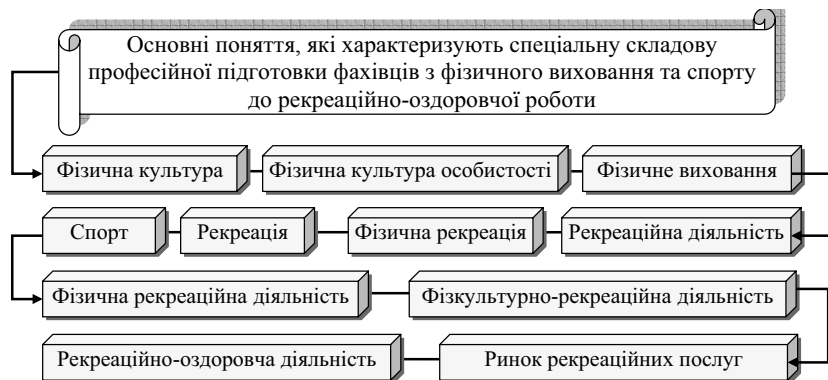 Основні поняття, які характеризують спеціальну складову
професійної підготовки фахівців з фізичного виховання та спорту
до рекреаційно-оздоровчої роботи
Фізична культура
Фізична культура особистості
Фізичне виховання
Спорт
Рекреація
Фізична рекреація
Рекреаційна діяльність
Фізична рекреаційна діяльність
Фізкультурно-рекреаційна діяльність
Рекреаційно-оздоровча діяльність
Ринок рекреаційних послуг